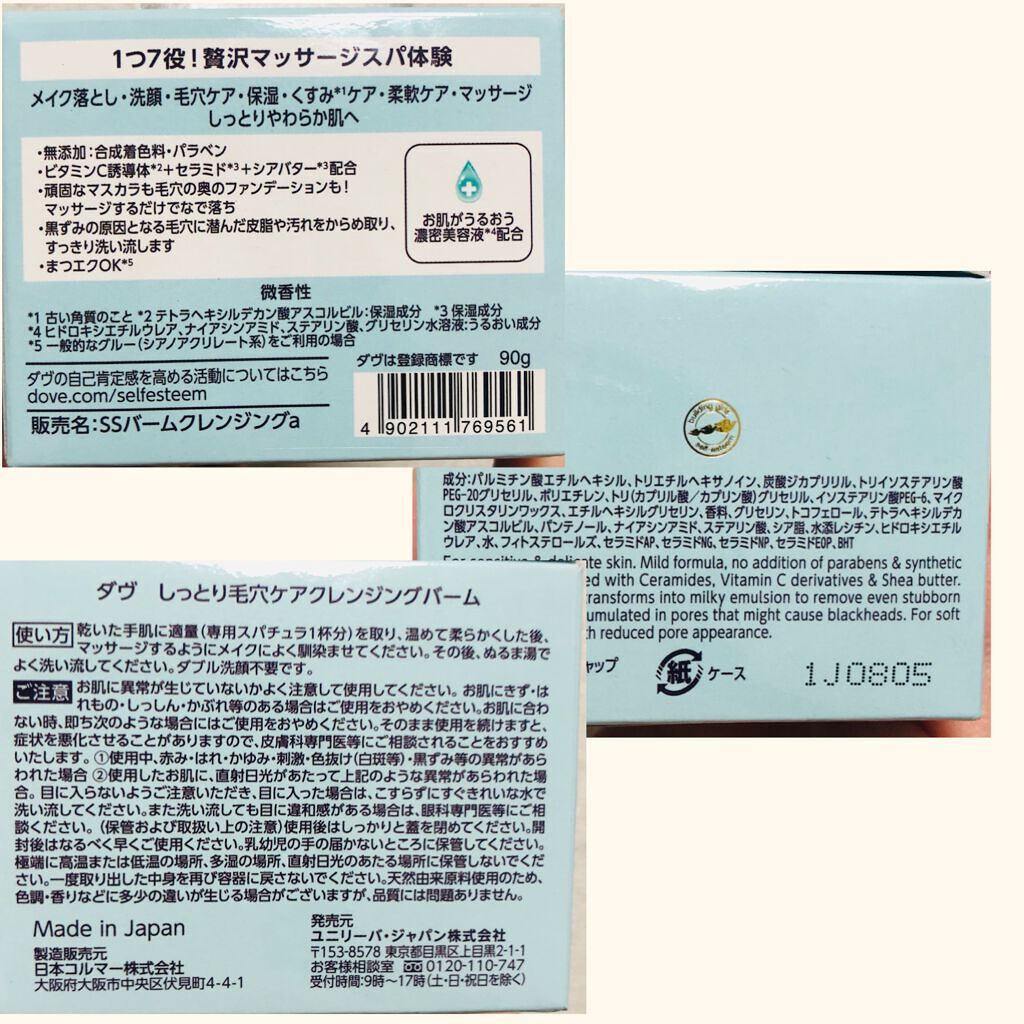 1つ7役!贅沢マッサージスパ体験
メイク落とし・洗顔・毛穴ケア・保湿・くすみ*1ケア・柔軟ケア・マッサージ
しっとりやわらか肌へ
・無添加:合成着色料・パラベン
・ビタミンC誘導体*2+セラミド*3+シアバター*3配合
・頑固なマスカラも毛穴の奥のファンデーションも!
マッサージするだけでなで落ち
・黒ずみの原因となる毛穴に潜んだ皮脂や汚れをからめ取り、
すっきり洗い流します
・まつエクOK*5
お肌がうるおう
濃密美容液*4配合
微香性
*1 古い角質のこと *2 テトラヘキシルデカン酸アスコルビル:保湿成分 *3 保湿成分
*4 ヒドロキシエチルウレア、ナイアシンアミド、ステアリン酸、グリセリン水溶液:うるおい成分
*5 一般的なグルー(シアノアクリレート系)をご利用の場合
ダヴは登録商標です 90g
ダヴの自己肯定感を高める活動についてはこちら
dove.com/selfesteem
販売名:SSバームクレンジングa
4 902111 769561
building girls'
self-esteem
成分:パルミチン酸エチルヘキシル、トリエチルヘキサノイン、炭酸ジカプリリル、トリイソステアリン酸
PEG-20グリセリル、ポリエチレン、トリ(カプリル酸/カプリン酸)グリセリル、イソステアリン酸PEG-6、マイク
ロクリスタリンワックス、エチルヘキシルグリセリン、香料、グリセリン、トコフェロール、テトラヘキシルデカ
ン酸アスコルビル、パンテノール、ナイアシンアミド、ステアリン酸、シア脂、水添レシチン、ヒドロキシエチル
ウレア、水、フィトステロールズ、セラミドAP、セラミドNG、セラミドNP、セラミドEOP、BHT
For sensitive & delicate skin. Mild formula, no addition of parabens & synthetic
ed with Ceramides, Vitamin C derivatives & Shea butter.
transforms into milky emulsion to remove even stubborn
umulated in pores that might cause blackheads. For soft
h reduced pore appearance.
ャップ
紙 ケース
1J0805
ダヴ しっとり毛穴ケアクレンジングバーム
使い方 乾いた手肌に適量(専用スパチュラ1杯分)を取り、温めて柔らかくした後、
マッサージするようにメイクによく馴染ませてください。その後、ぬるま湯で
よく洗い流してください。ダブル洗顔不要です。
ご注意 お肌に異常が生じていないかよく注意して使用してください。お肌にきず・は
れもの・しっしん・かぶれ等のある場合はご使用をおやめください。お肌に合わ
ない時、即ち次のような場合にはご使用をおやめください。そのまま使用を続けますと、
症状を悪化させることがありますので、皮膚科専門医等にご相談されることをおすすめ
いたします。①使用中、赤み・はれ・かゆみ・刺激・色抜け(白斑等)・黒ずみ等の異常があら
われた場合 ②使用したお肌に、直射日光があたって上記のような異常があらわれた場
合。目に入らないようご注意いただき、目に入った場合は、こすらずにすぐきれいな水で
洗い流してください。また洗い流しても目に違和感がある場合は、眼科専門医等にご相
談ください。(保管および取扱い上の注意)使用後はしっかりと蓋を閉めてください。開
封後はなるべく早くご使用ください。乳幼児の手の届かないところに保管してください。
極端に高温または低温の場所、多湿の場所、直射日光のあたる場所に保管しないでくだ
さい。一度取り出した中身を再び容器に戻さないでください。天然由来原料使用のため、
色調・香りなどに多少の違いが生じる場合がございますが、品質には問題ありません。
Made in Japan
製造販売元
日本コルマー株式会社
大阪府大阪市中央区伏見町4-4-1
発売元
ユニリーバ・ジャパン株式会社
〒153-8578 東京都目黒区上目黒2-1-1
お客様相談室 0120-110-747
受付時間:9時〜17時(土・日・祝日を除く)